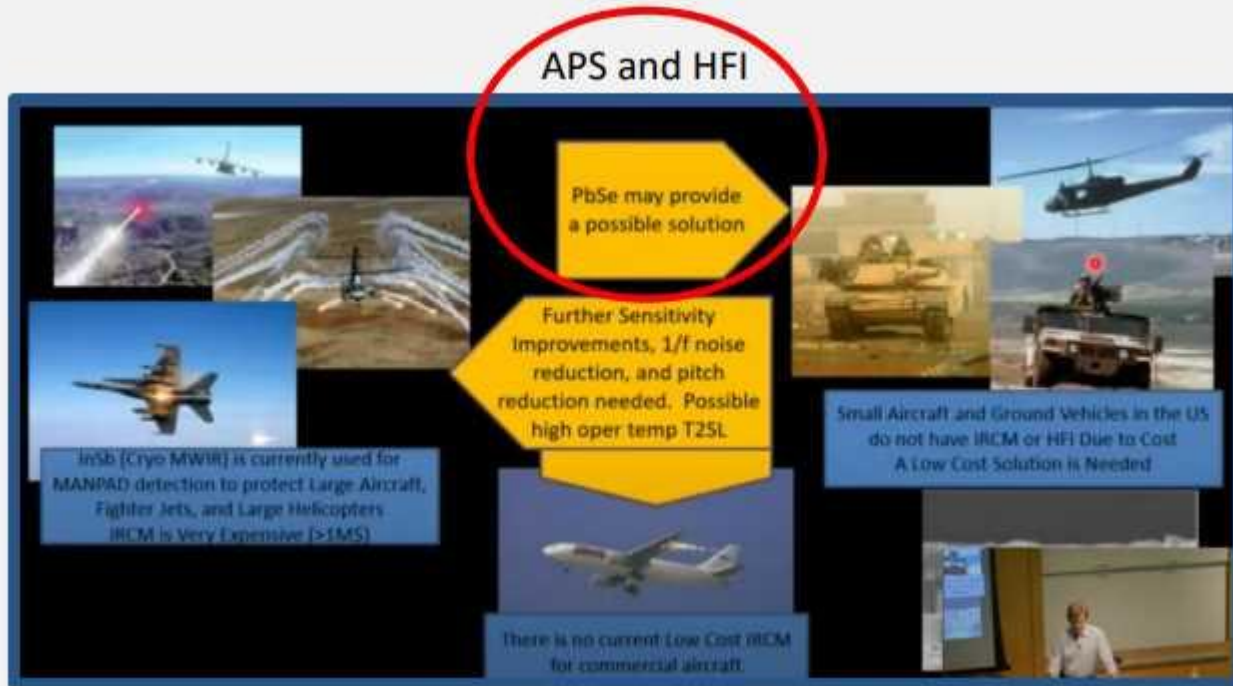 APS and HFI
PbSe may provide
a possible solution
Further Sensitivity
Improvements, 1/f noise
reduction, and pitch
reduction needed. Possible
high oper temp T2SL
InSb (Cryo MWIR) is currently used for
MANPAD detection to protect Large Aircraft,
Fighter Jets, and Large Helicopters
IRCM is Very Expensive (>1M$)
Small Aircraft and Ground Vehicles in the US
do not have IRCM or HFI Due to Cost
A Low Cost Solution is Needed
There is no current Low Cost IRCM
for commercial aircraft.